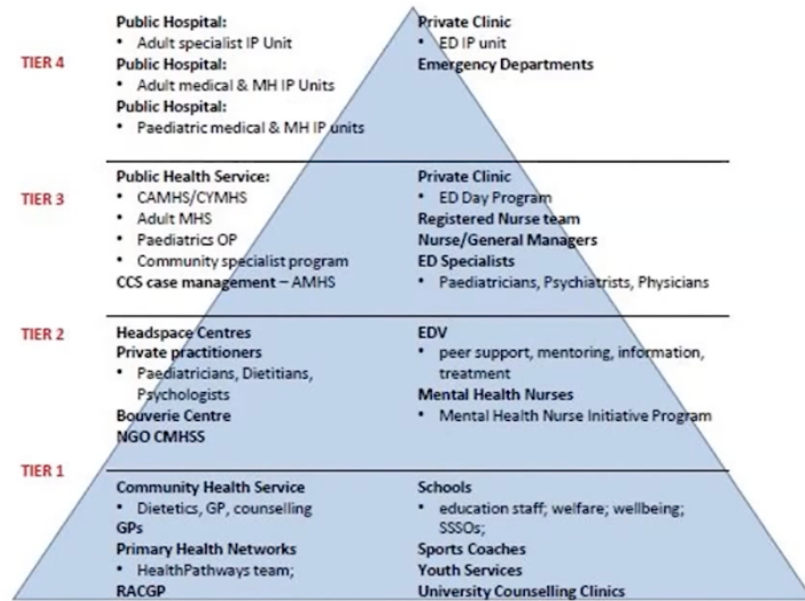 TIER 4
Public Hospital:
• Adult specialist IP Unit
Public Hospital:
• Adult medical & MH IP Units
Public Hospital:
• Paediatric medical & MH IP units
Private Clinic
• ED IP unit
Emergency Departments
TIER 3
Public Health Service:
• CAMHS/CYMHS
• Adult MHS
• Paediatrics OP
• Community specialist program
CCS case management – AMHS
Private Clinic
• ED Day Program
Registered Nurse team
Nurse/General Managers
ED Specialists
• Paediatricians, Psychiatrists, Physicians
TIER 2
Headspace Centres
Private practitioners
• Paediatricians, Dietitians,
Psychologists
Bouverie Centre
NGO CMHSS
EDV
• peer support, mentoring, information,
treatment
Mental Health Nurses
• Mental Health Nurse Initiative Program
TIER 1
Community Health Service
• Dietetics, GP, counselling
GPs
Primary Health Networks
• HealthPathways team;
RACGP
Schools
• education staff; welfare; wellbeing;
SSSOs;
Sports Coaches
Youth Services
University Counselling Clinics